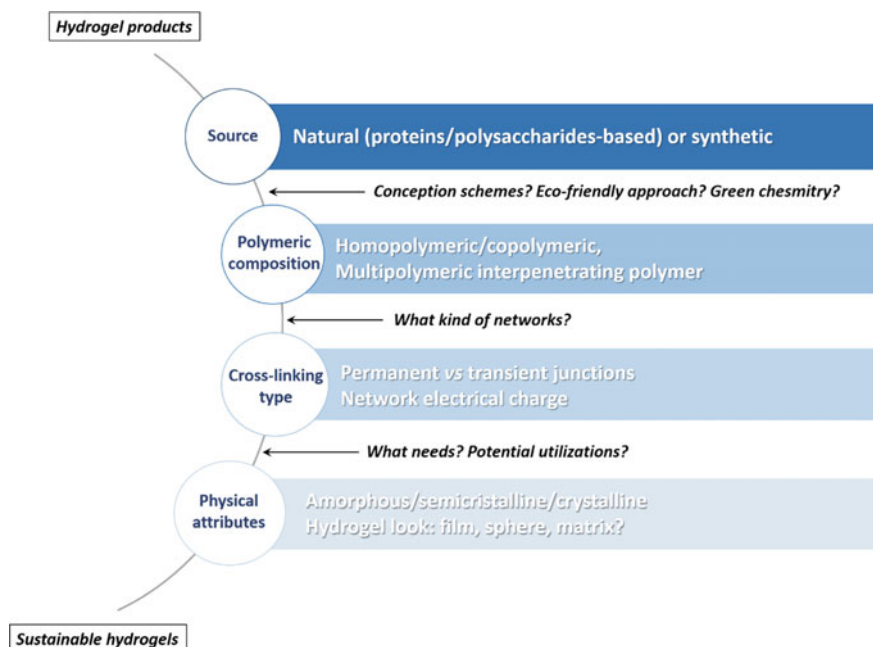 Hydrogel products
Source
Natural (proteins/polysaccharides-based) or synthetic
Conception schemes? Eco-friendly approach? Green chesmitry?
Polymeric
composition
Homopolymeric/copolymeric,
Multipolymeric interpenetrating polymer
What kind of networks?
Cross-linking
type
Permanent vs transient junctions
Network electrical charge
What needs? Potential utilizations?
Physical
attributes
Amorphous/semicristalline/crystalline
Hydrogel look: film, sphere, matrix?
Sustainable hydrogels